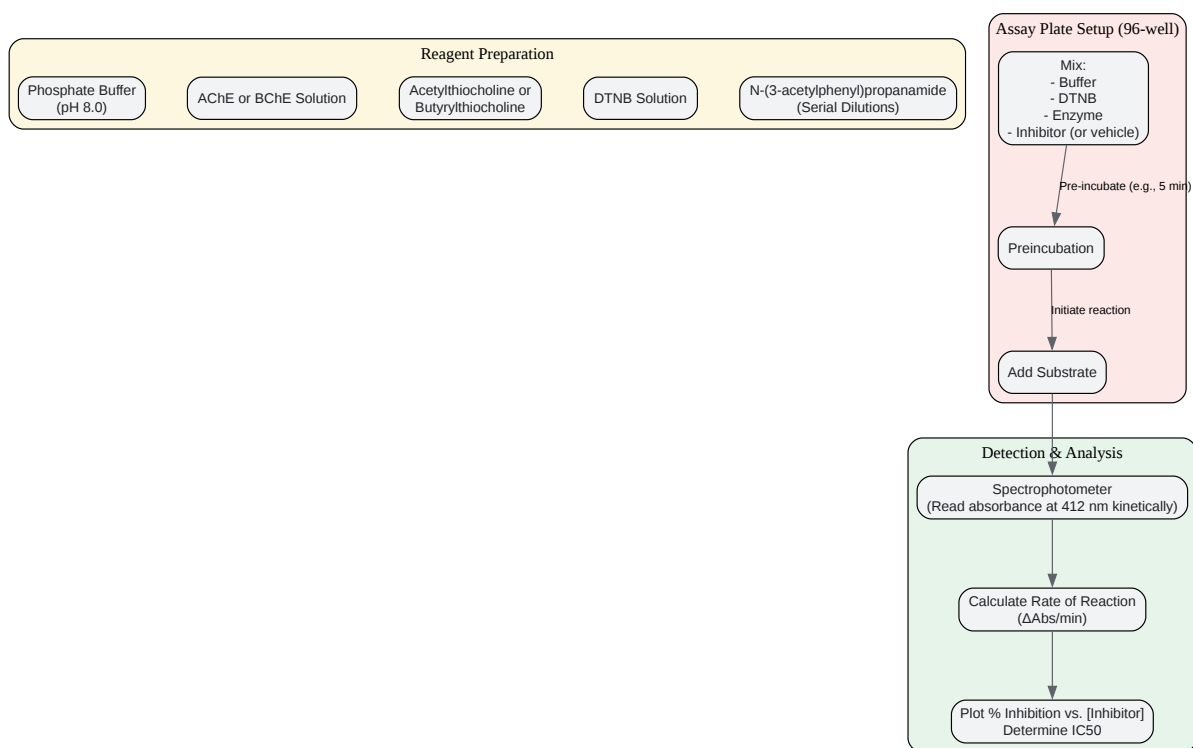 Reagent Preparation
Phosphate Buffer
(pH 8.0)
AChE or BChE Solution
Acetylthiocholine or
Butyrylthiocholine
DTNB Solution
N-(3-acetylphenyl)propanamide
(Serial Dilutions)
Assay Plate Setup (96-well)
Mix:
- Buffer
- DTNB
- Enzyme
- Inhibitor (or vehicle)
Pre-incubate (e.g., 5 min)
Preincubation
Initiate reaction
Add Substrate
Detection & Analysis
Spectrophotometer
(Read absorbance at 412 nm kinetically)
Calculate Rate of Reaction
(ΔAbs/min)
Plot % Inhibition vs. [Inhibitor]
Determine IC50